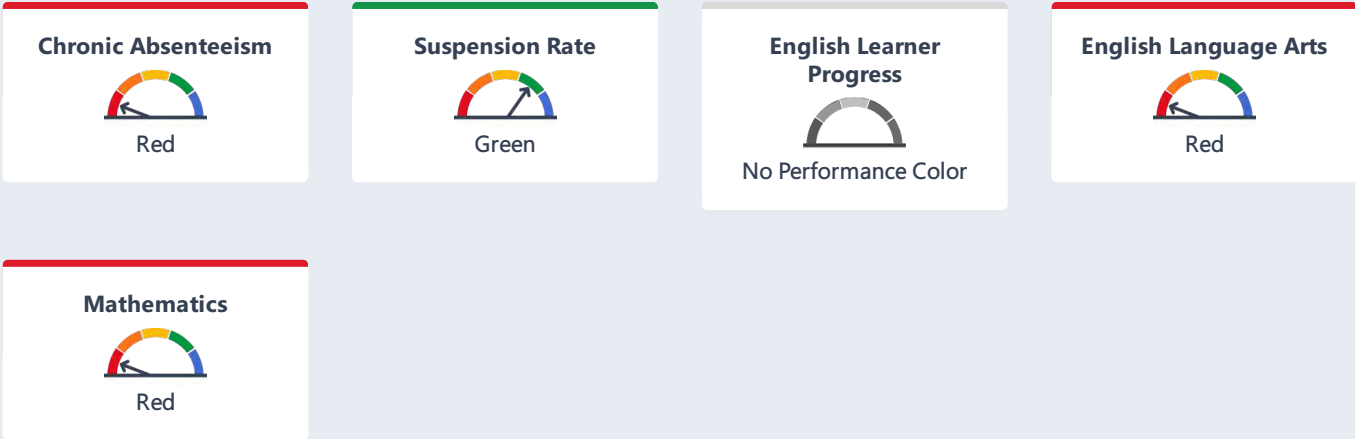 Chronic Absenteeism
Red
Suspension Rate
Green
English Learner
Progress
No Performance Color
English Language Arts
Red
Mathematics
Red